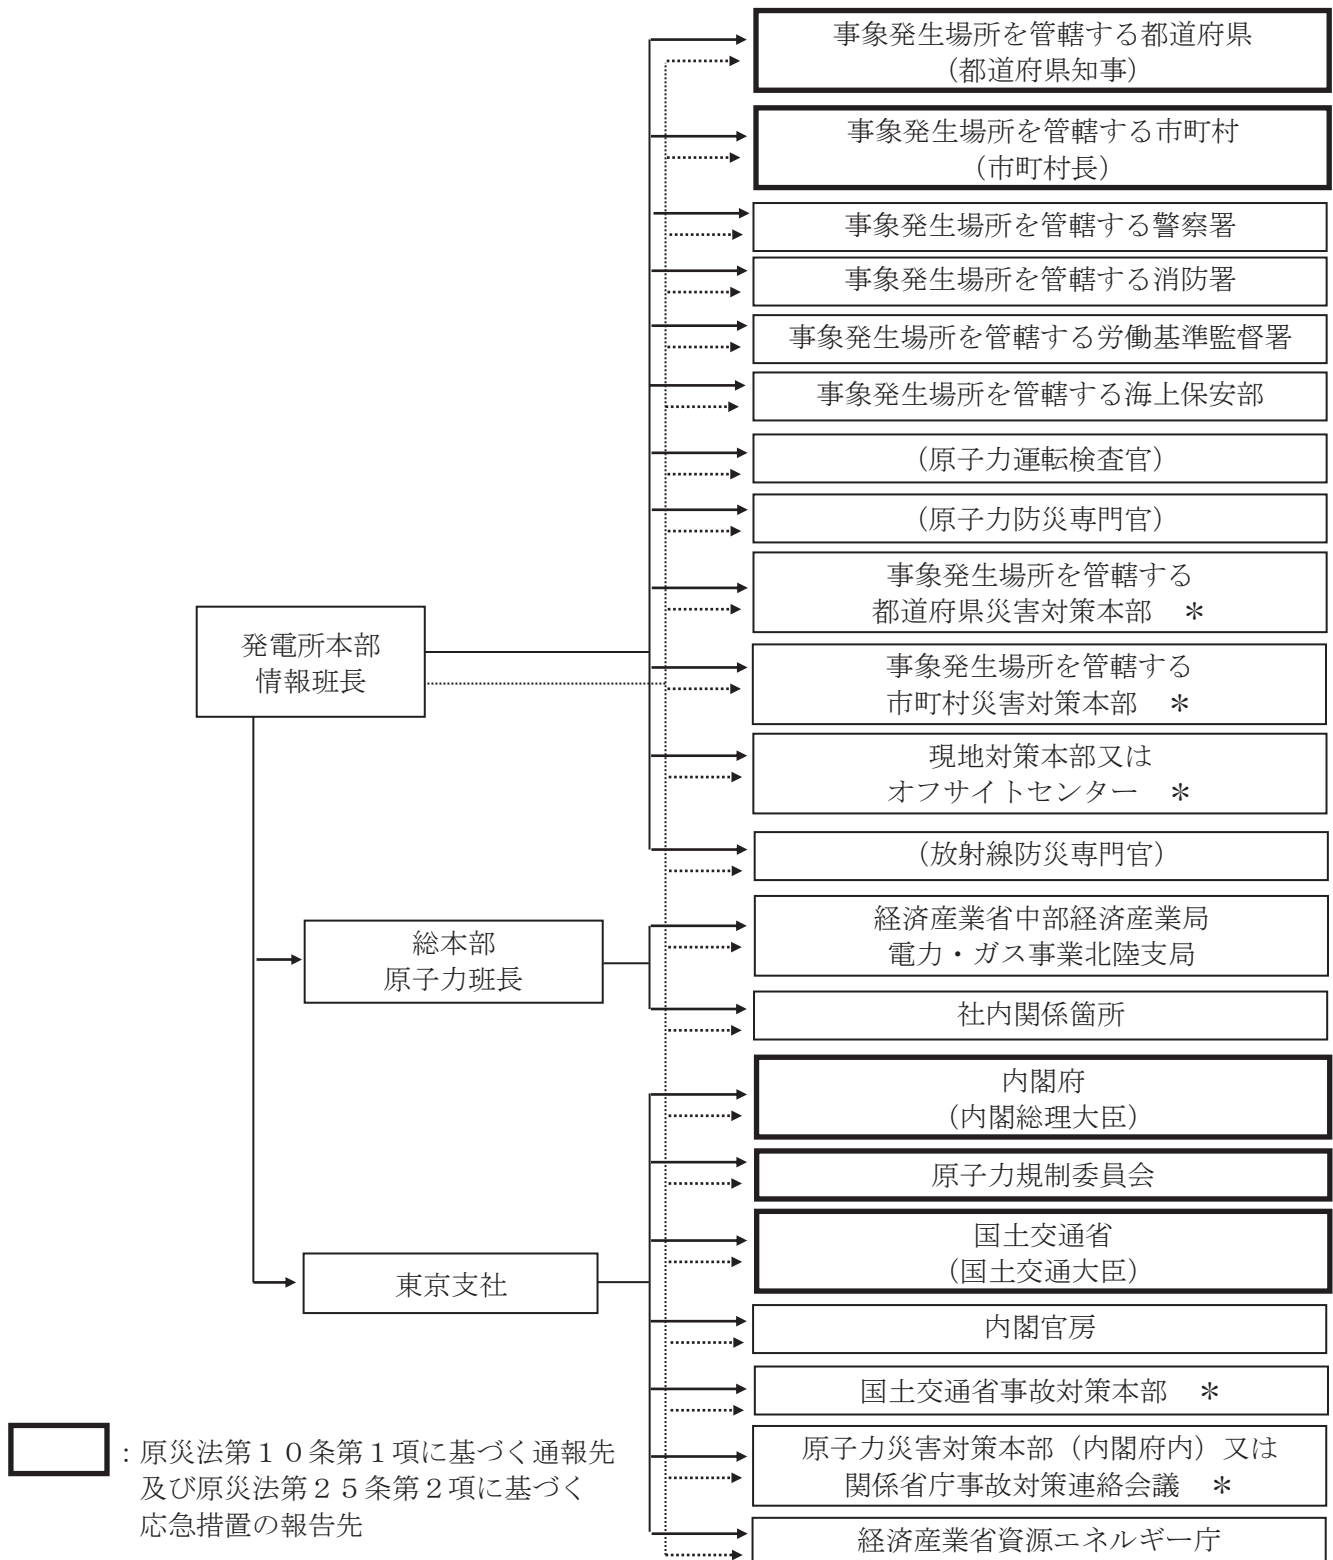 事象発生場所を管轄する都道府県
（都道府県知事）
事象発生場所を管轄する市町村
（市町村長）
事象発生場所を管轄する警察署
事象発生場所を管轄する消防署
事象発生場所を管轄する労働基準監督署
事象発生場所を管轄する海上保安部
（原子力運転検査官）
（原子力防災専門官）
事象発生場所を管轄する
都道府県災害対策本部　＊
発電所本部
情報班長
事象発生場所を管轄する
市町村災害対策本部　＊
現地対策本部又は
オフサイトセンター　＊
（放射線防災専門官）
総本部
原子力班長
経済産業省中部経済産業局
電力・ガス事業北陸支局
社内関係箇所
内閣府
（内閣総理大臣）
原子力規制委員会
国土交通省
（国土交通大臣）
東京支社
内閣官房
国土交通省事故対策本部　＊
原子力災害対策本部（内閣府内）又は
関係省庁事故対策連絡会議　＊
経済産業省資源エネルギー庁
：原災法第１０条第１項に基づく通報先
及び原災法第２５条第２項に基づく
応急措置の報告先